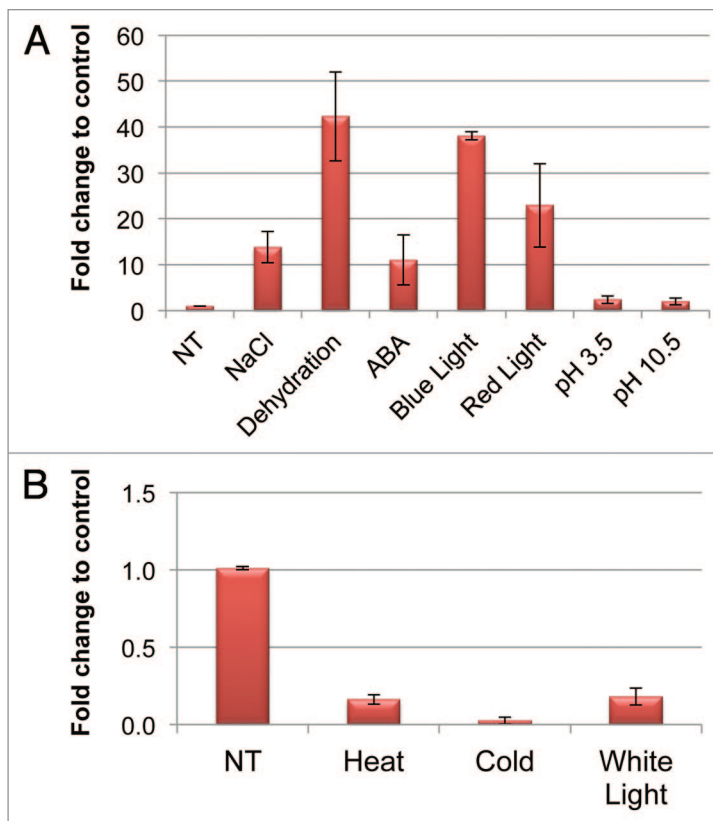 A
Fold change to control
60
50
40
30
20
10
0
NT
NaCl
Dehydration
ABA
Blue Light
Red Light
pH 3.5
pH 10.5
B
Fold change to control
1.5
1.0
0.5
0.0
NT
Heat
Cold
White
Light